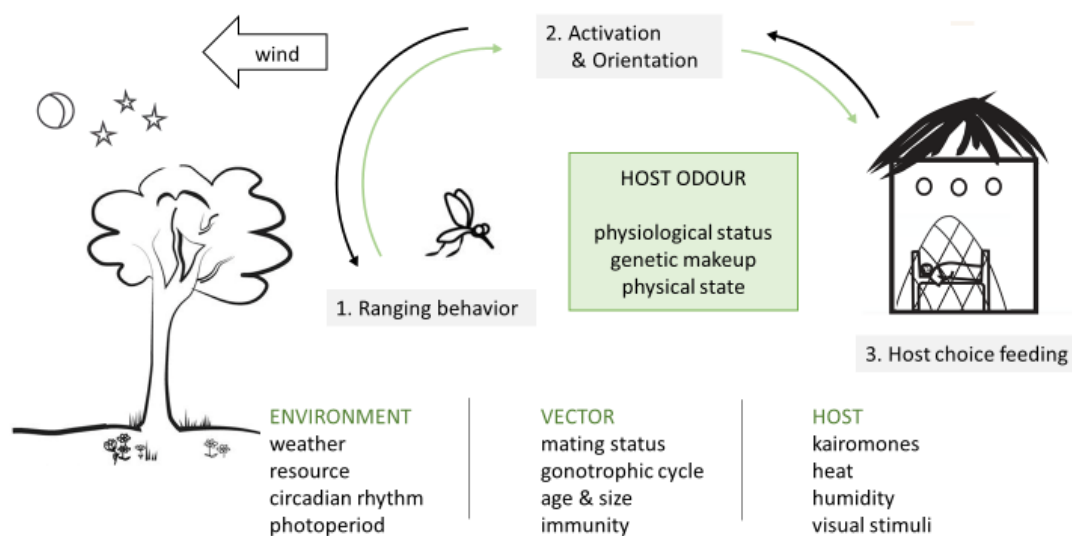 wind
2. Activation
& Orientation
HOST ODOUR
physiological status
genetic makeup
physical state
1. Ranging behavior
3. Host choice feeding
ENVIRONMENT
weather
resource
circadian rhythm
photoperiod
VECTOR
mating status
gonotrophic cycle
age & size
immunity
HOST
kairomones
heat
humidity
visual stimuli